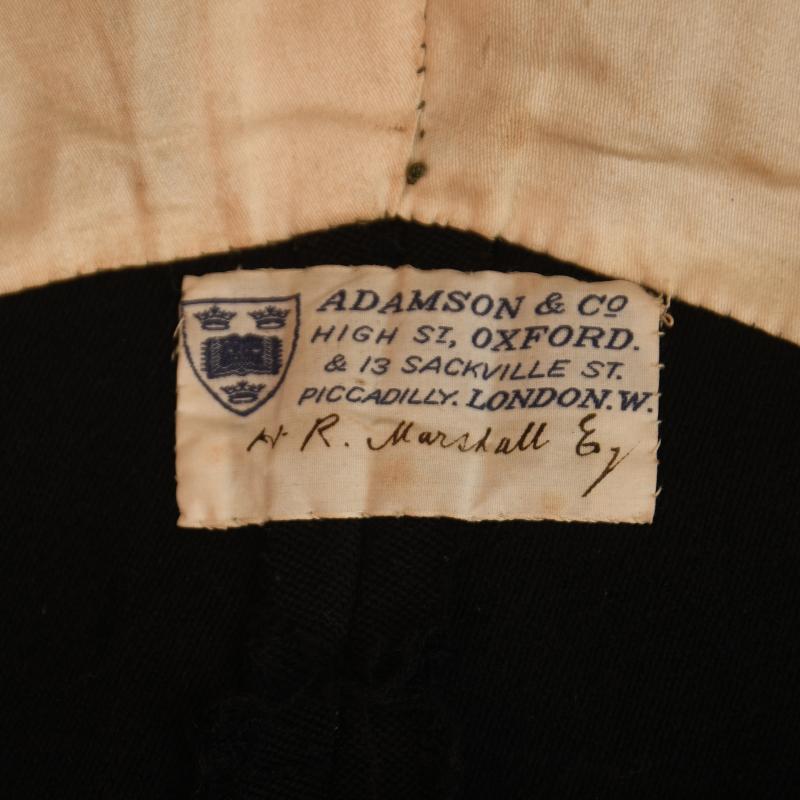 ADAMSON & Co
HIGH ST, OXFORD.
& 13 SACKVILLE ST.
PICCADILLY. LONDON. W.
R. Marshall Esq